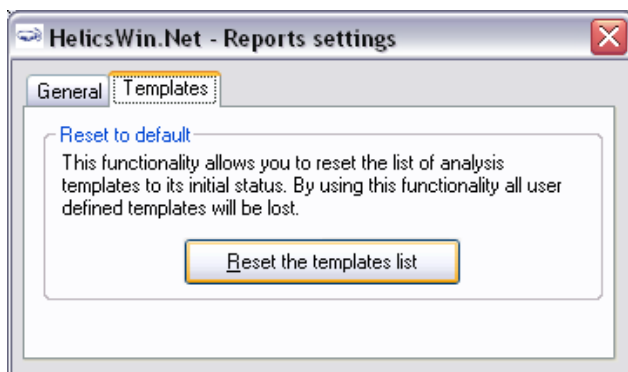 HelicsWin.Net - Reports settings
General Templates
Reset to default
This functionality allows you to reset the list of analysis
templates to its initial status. By using this functionality all user
defined templates will be lost.
Reset the templates list